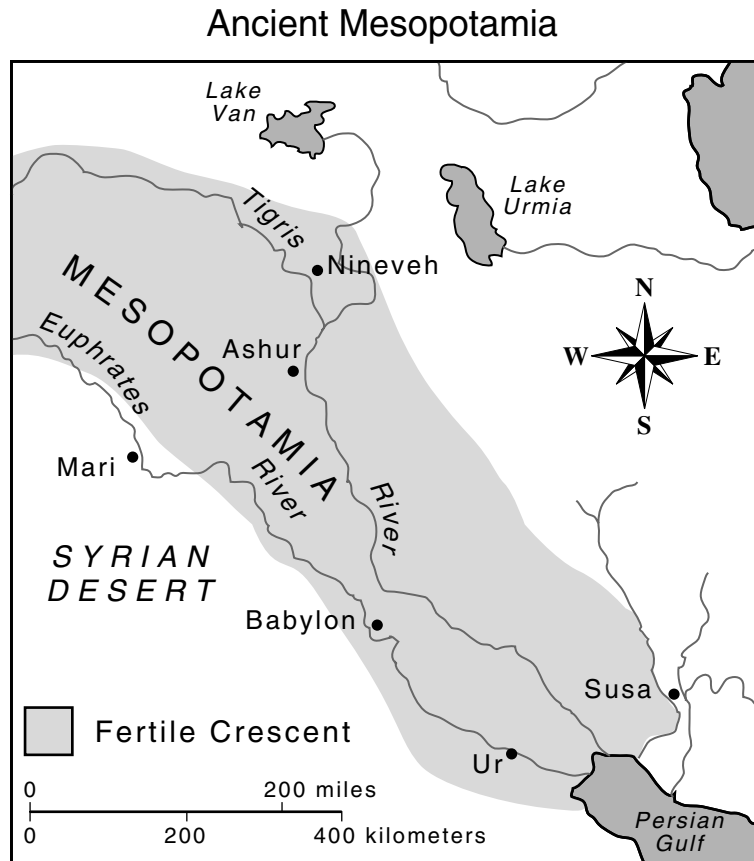 Ancient Mesopotamia
Lake
Van
Lake
Urmia
Tigris
Nineveh
N
W
E
S
MESOPOTAMIA
Euphrates
Ashur
Mari
River
River
SYRIAN
DESERT
Babylon
Susa
Fertile Crescent
Ur
0
200 miles
0
200
400 kilometers
Persian
Gulf